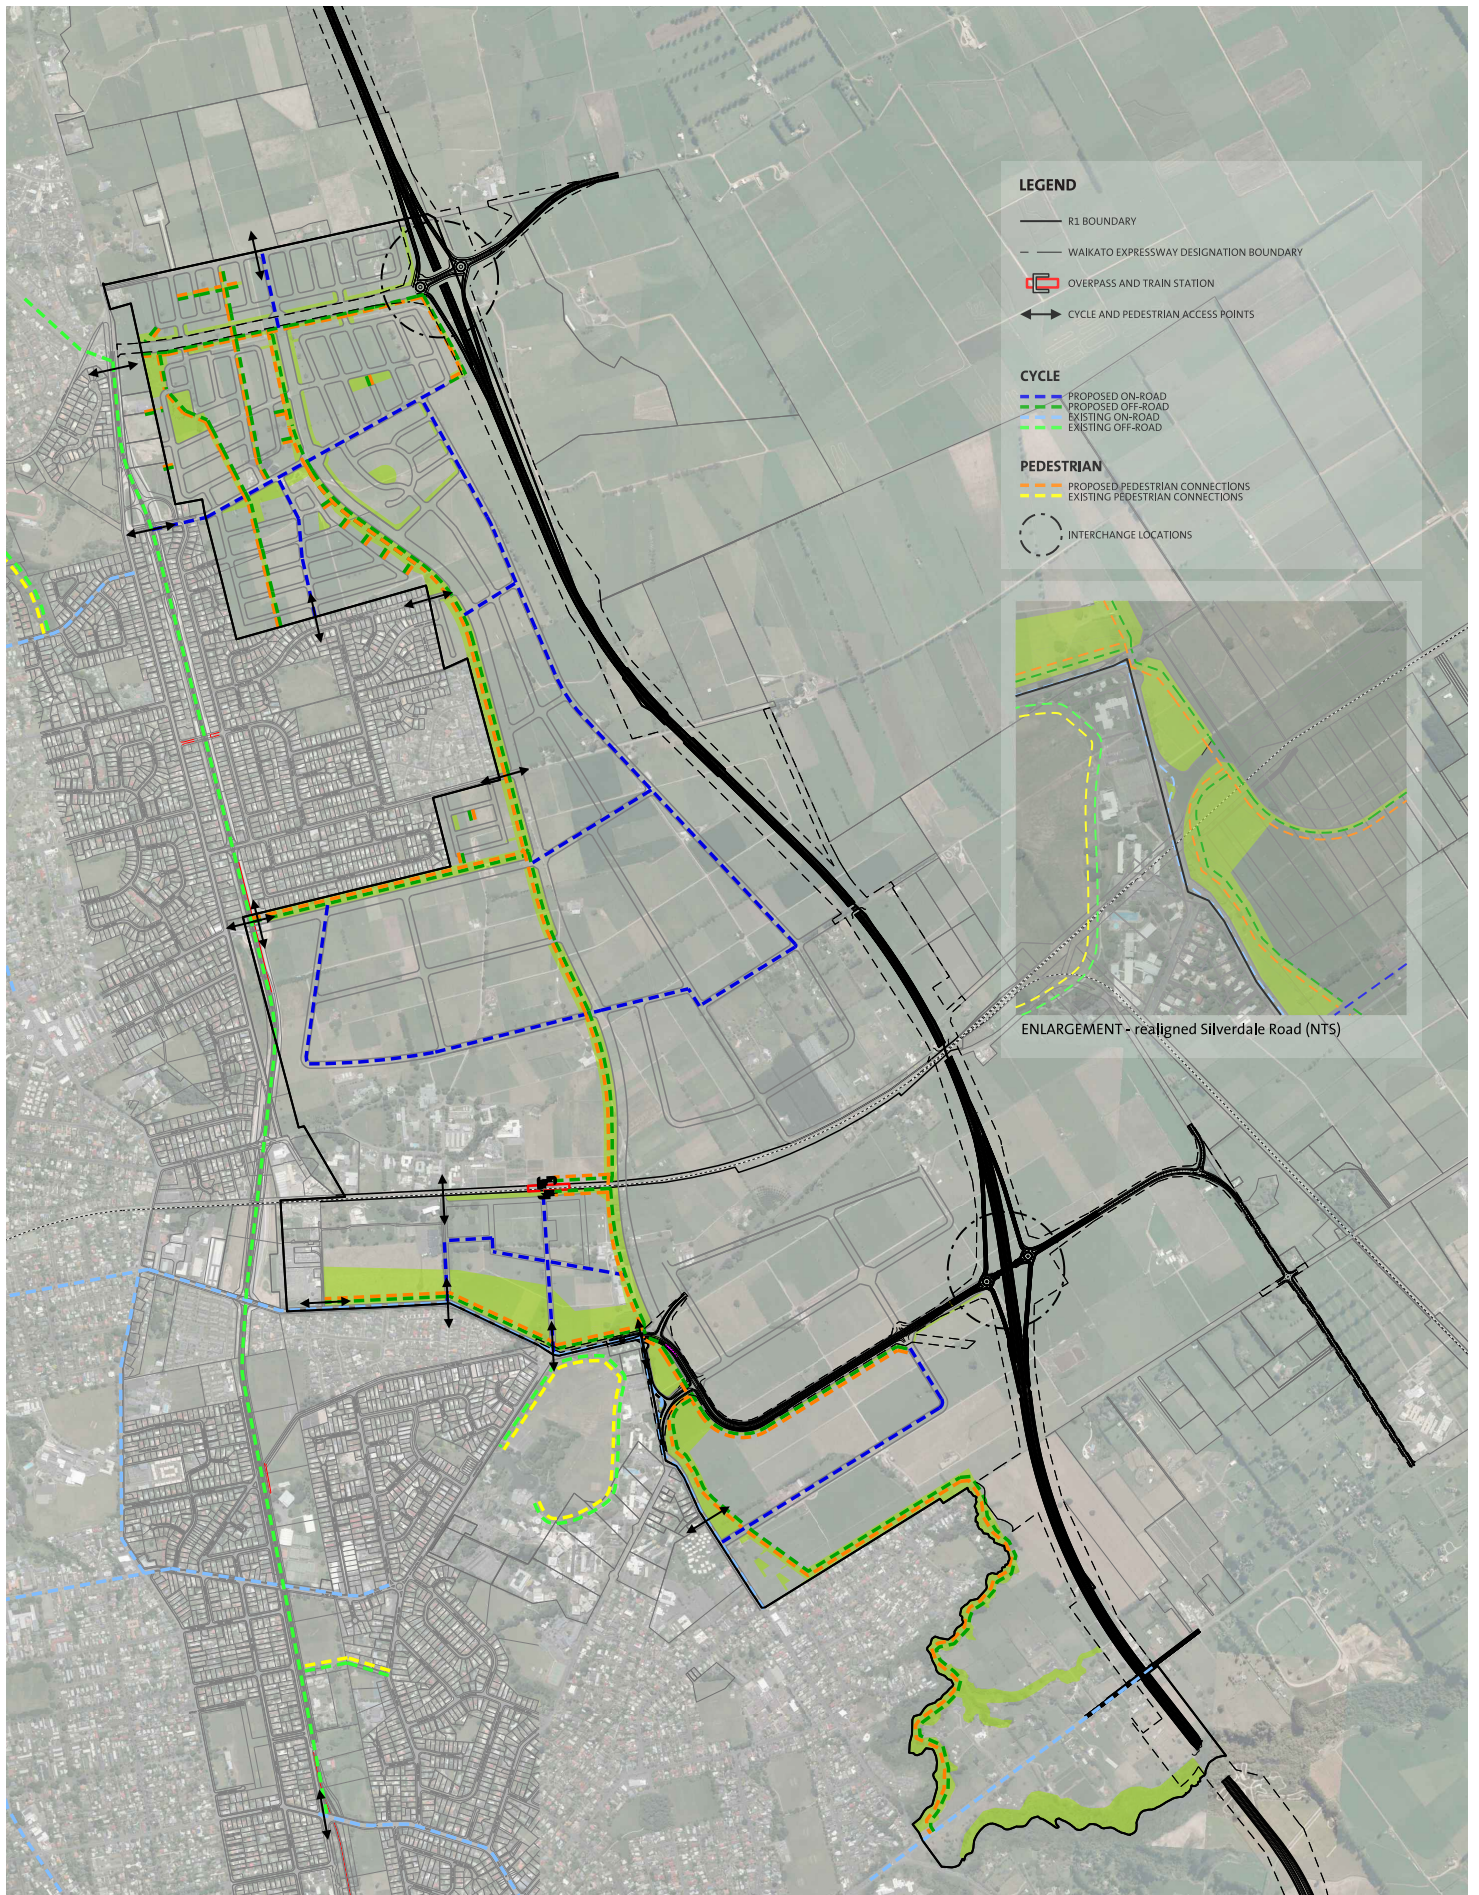 LEGEND
R1 BOUNDARY
WAIKATO EXPRESSWAY DESIGNATION BOUNDARY
OVERPASS AND TRAIN STATION
CYCLE AND PEDESTRIAN ACCESS POINTS
CYCLE
PROPOSED ON-ROAD
PROPOSED OFF-ROAD
EXISTING ON-ROAD
EXISTING OFF-ROAD
PEDESTRIAN
PROPOSED PEDESTRIAN CONNECTIONS
EXISTING PEDESTRIAN CONNECTIONS
INTERCHANGE LOCATIONS
ENLARGEMENT - realigned Silverdale Road (NTS)